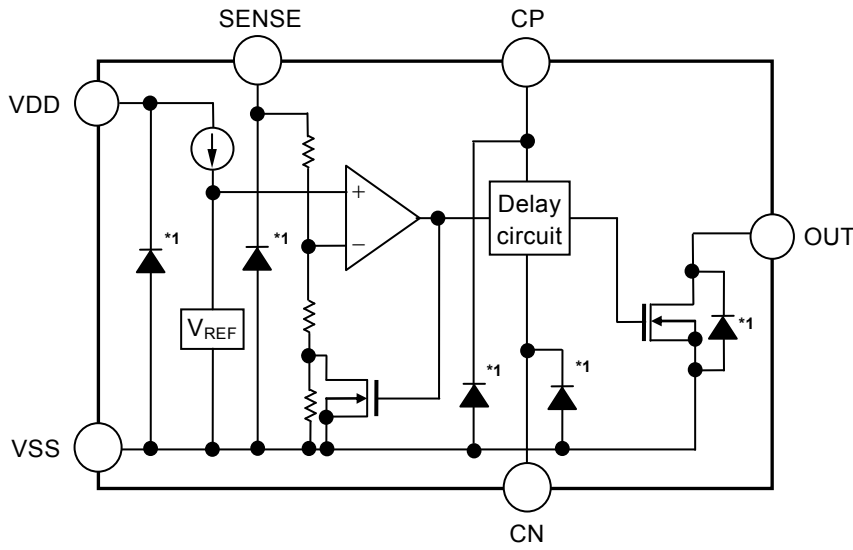 SENSE
CP
VDD
*1
*1
+
−
Delay
circuit
OUT
VREF
*1
*1
*1
VSS
CN